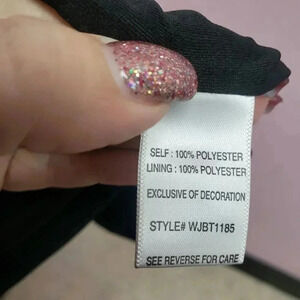 SELF : 100% POLYESTER
LINING : 100% POLYESTER
EXCLUSIVE OF DECORATION
STYLE# WJBT1185
SEE REVERSE FOR CARE